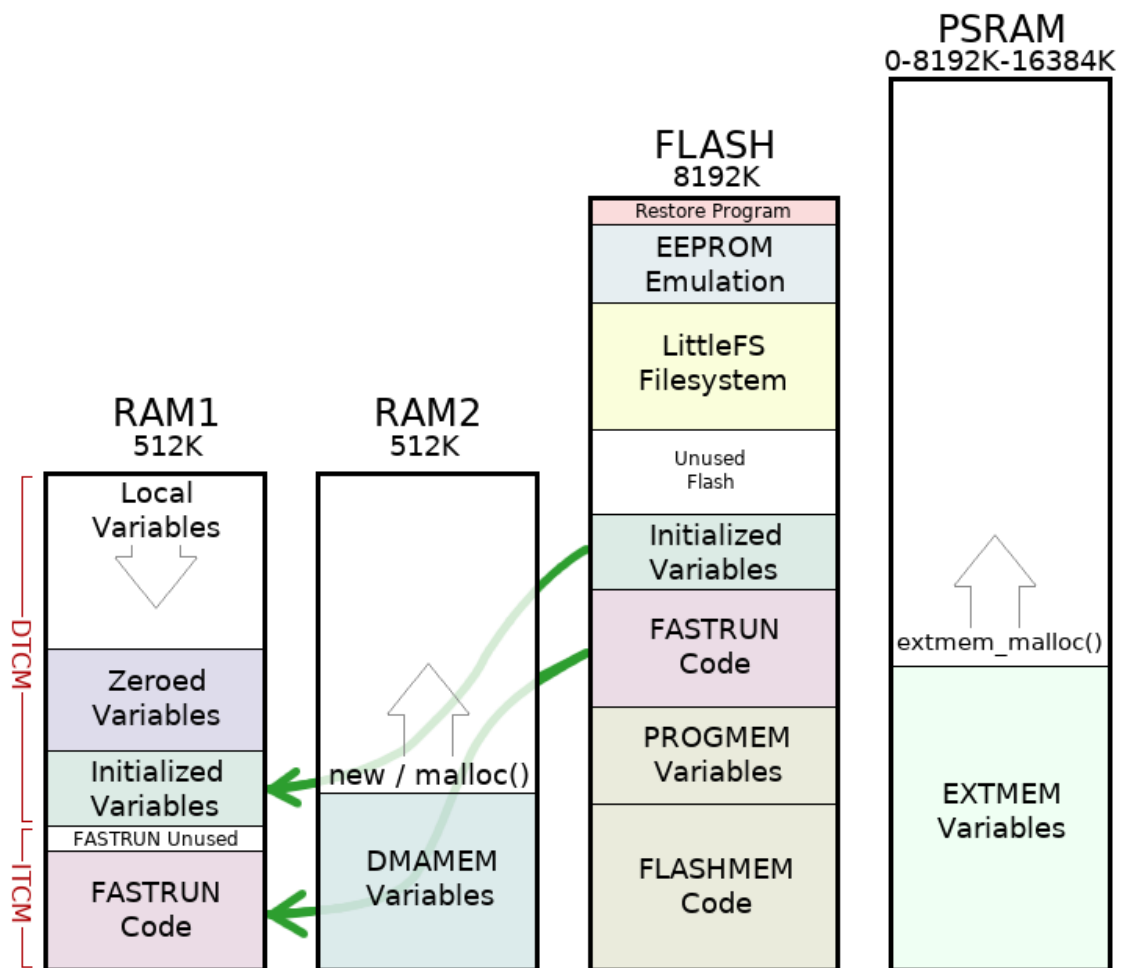 PSRAM
0-8192K-16384K
FLASH
8192K
Restore Program
EEPROM
Emulation
LittleFS
Filesystem
Unused
Flash
Initialized
Variables
FASTRUN
Code
PROGMEM
Variables
FLASHMEM
Code
RAM1
512K
Local
Variables
Zeroed
Variables
Initialized
Variables
FASTRUN Unused
FASTRUN
Code
DTCM
ITCM
RAM2
512K
new / malloc()
DMAMEM
Variables
extmem_malloc()
EXTMEM
Variables